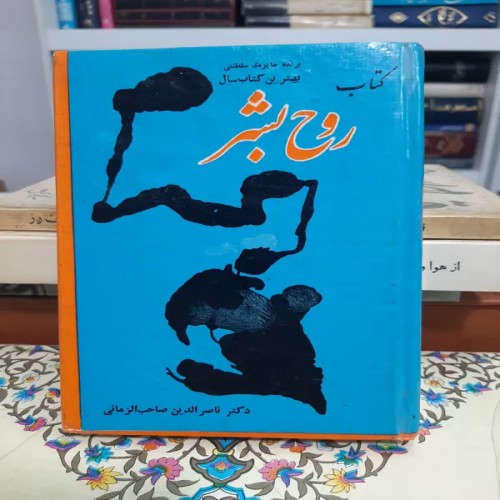 برنده جایزه‌ی سلطنتی
بهترین کتاب سال
کتاب
روح بشر
دکتر ناصرالدین صاحب‌الزمانی
از هوا